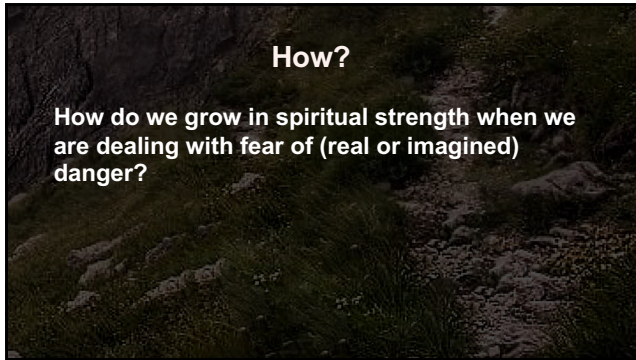 How?
How do we grow in spiritual strength when we
are dealing with fear of (real or imagined)
danger?